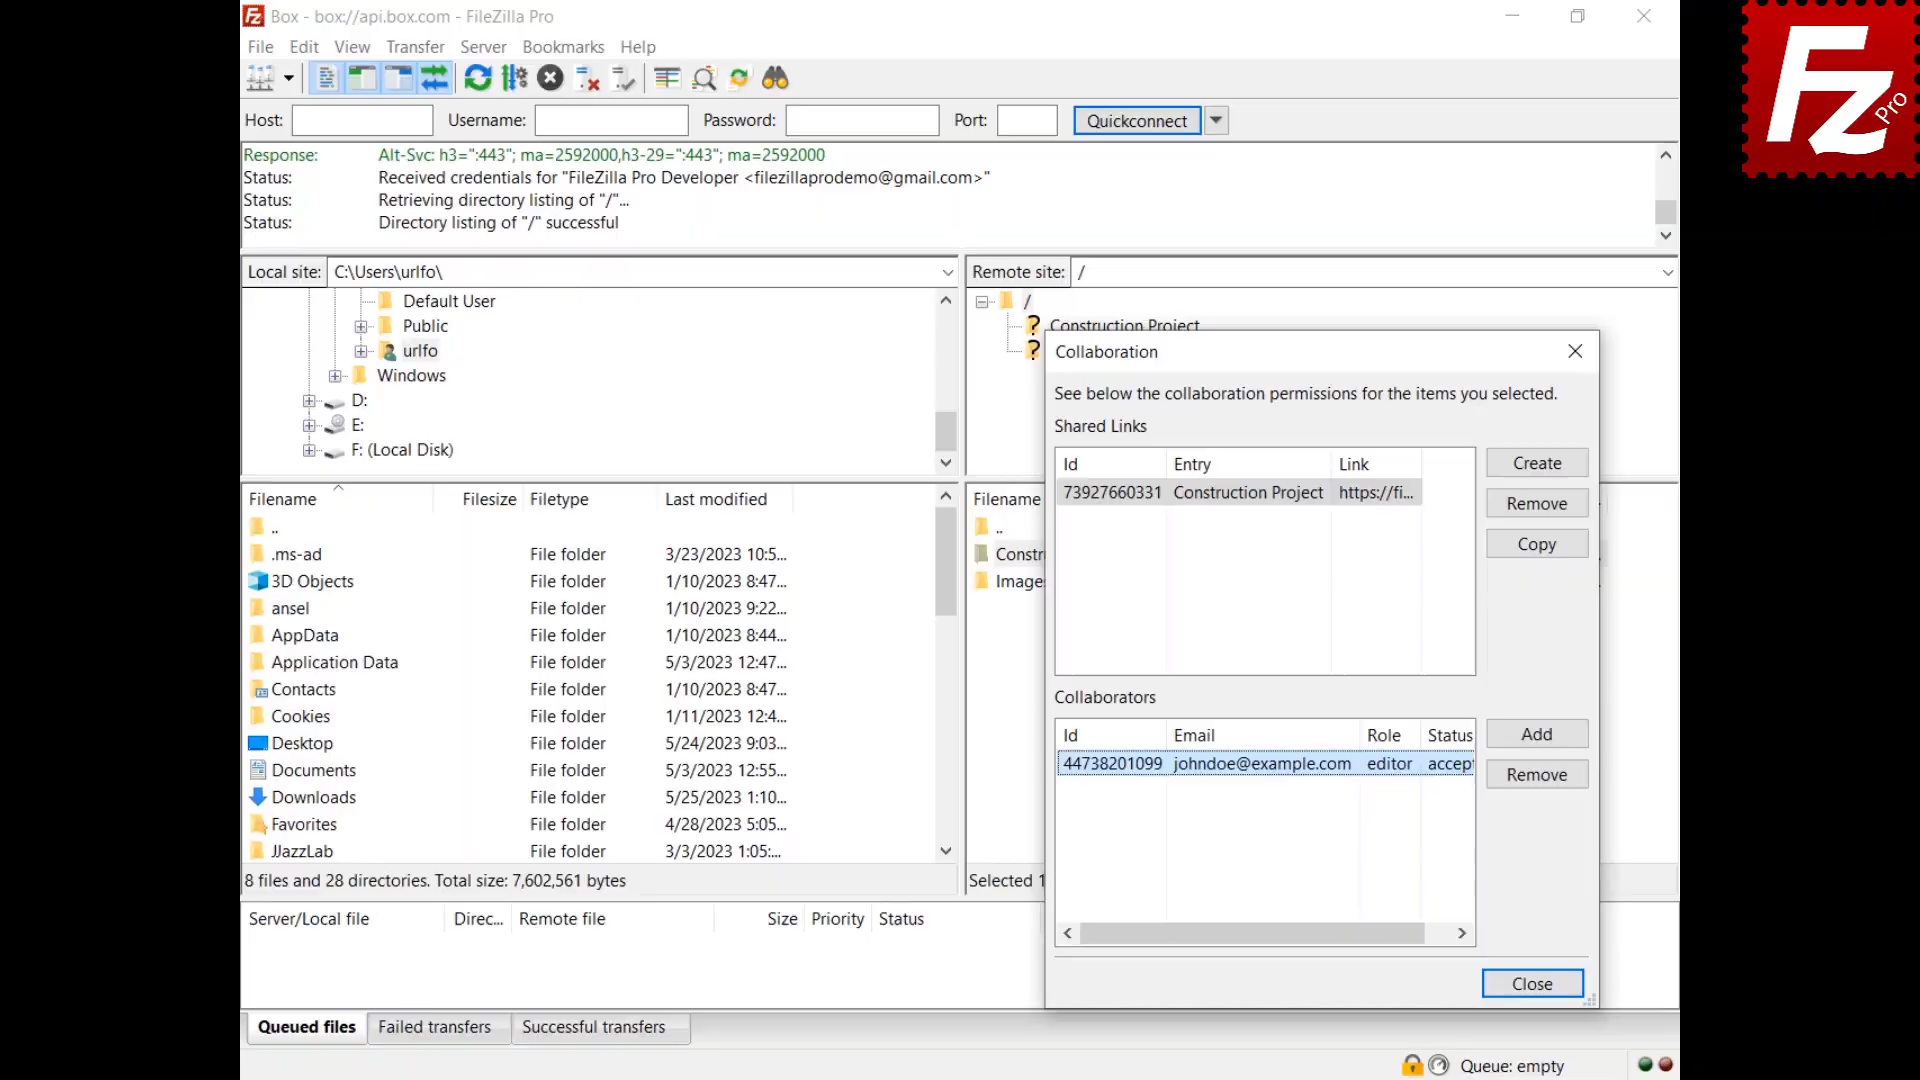 Box - box://api.box.com - FileZilla Pro
File Edit View Transfer Server Bookmarks Help
Host: Username: Password: Port: Quickconnect
Response: Alt-Svc: h3=":443"; ma=2592000,h3-29=":443"; ma=2592000
Status: Received credentials for "FileZilla Pro Developer <filezillaprodemo@gmail.com>"
Status: Retrieving directory listing of "/"...
Status: Directory listing of "/" successful
Local site: C:\Users\urlfo\
Default User
Public
urlfo
Windows
D:
E:
F: (Local Disk)
Filename Filesize Filetype Last modified
..
.ms-ad File folder 3/23/2023 10:5...
3D Objects File folder 1/10/2023 8:47...
ansel File folder 1/10/2023 9:22...
AppData File folder 1/10/2023 8:44...
Application Data File folder 5/3/2023 12:47...
Contacts File folder 1/10/2023 8:47...
Cookies File folder 1/11/2023 12:4...
Desktop File folder 5/24/2023 9:03...
Documents File folder 5/3/2023 12:55...
Downloads File folder 5/25/2023 1:10...
Favorites File folder 4/28/2023 5:05...
JJazzLab File folder 3/3/2023 1:05:...
8 files and 28 directories. Total size: 7,602,561 bytes
Remote site: /
/
Construction Project
Filename
..
Constr
Images
Selected 1
Collaboration
See below the collaboration permissions for the items you selected.
Shared Links
Id Entry Link
73927660331 Construction Project https://fi...
Create
Remove
Copy
Collaborators
Id Email Role Status
44738201099 johndoe@example.com editor accept
Add
Remove
Close
Server/Local file Direc... Remote file Size Priority Status
Queued files Failed transfers Successful transfers
Queue: empty
Fz Pro